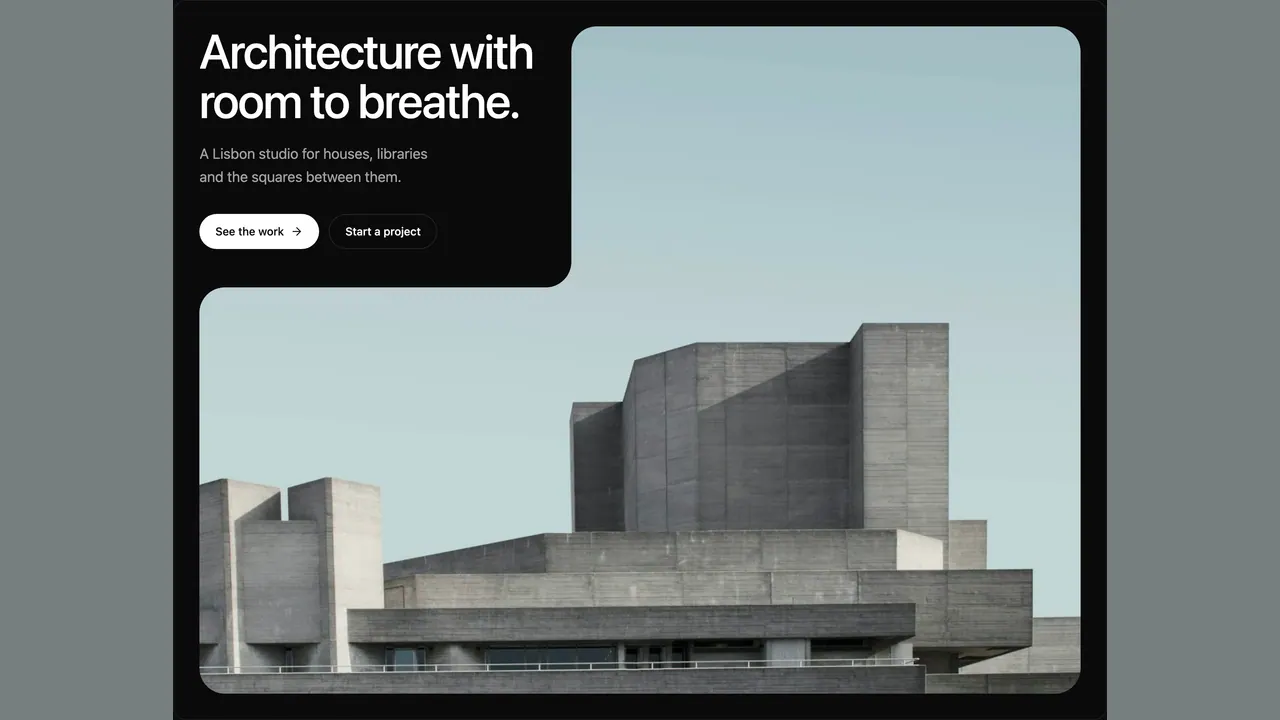 Architecture with
room to breathe.
A Lisbon studio for houses, libraries
and the squares between them.
See the work →
Start a project